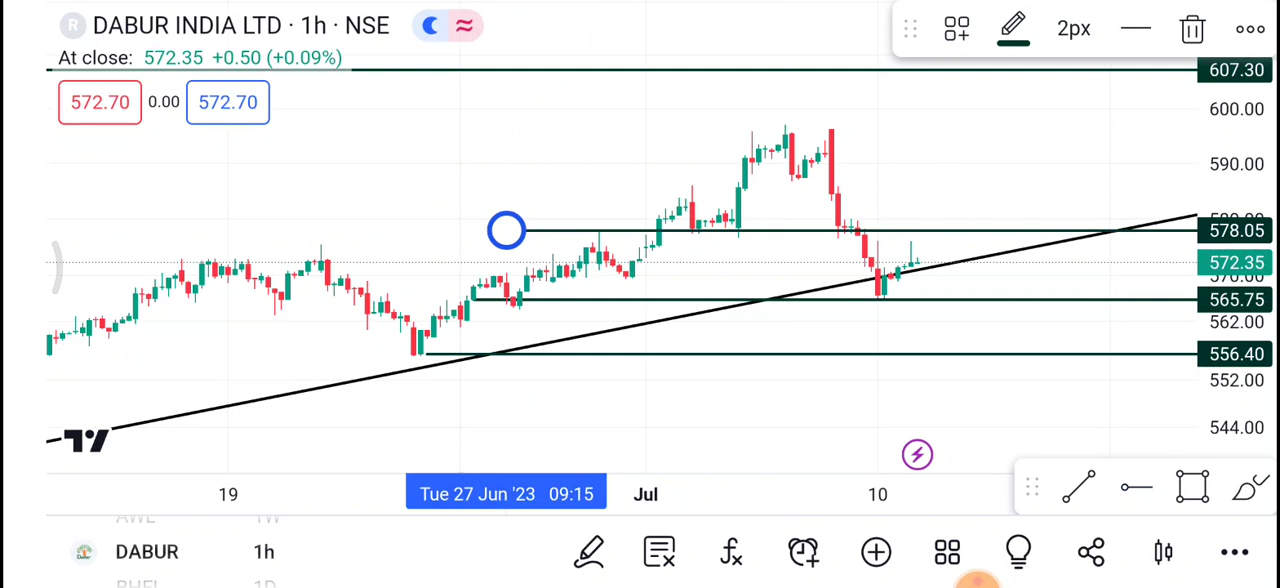 R DABUR INDIA LTD · 1h · NSE
2px
At close: 572.35 +0.50 (+0.09%)
572.70 0.00 572.70
607.30
600.00
590.00
578.05
572.35
565.75
562.00
556.40
552.00
544.00
19 Tue 27 Jun '23 09:15 Jul 10
DABUR 1h